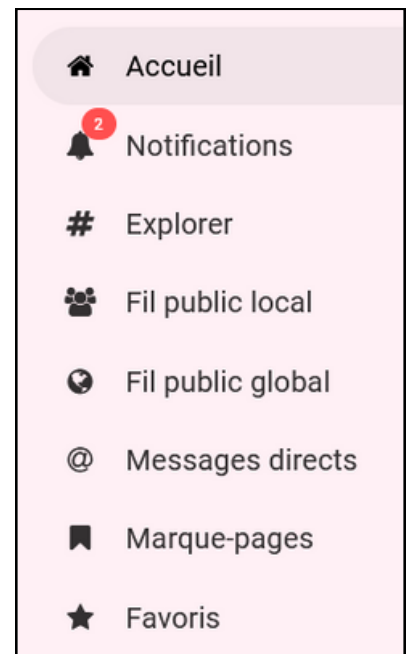 Accueil
2
Notifications
# Explorer
Fil public local
Fil public global
@ Messages directs
Marque-pages
Favoris